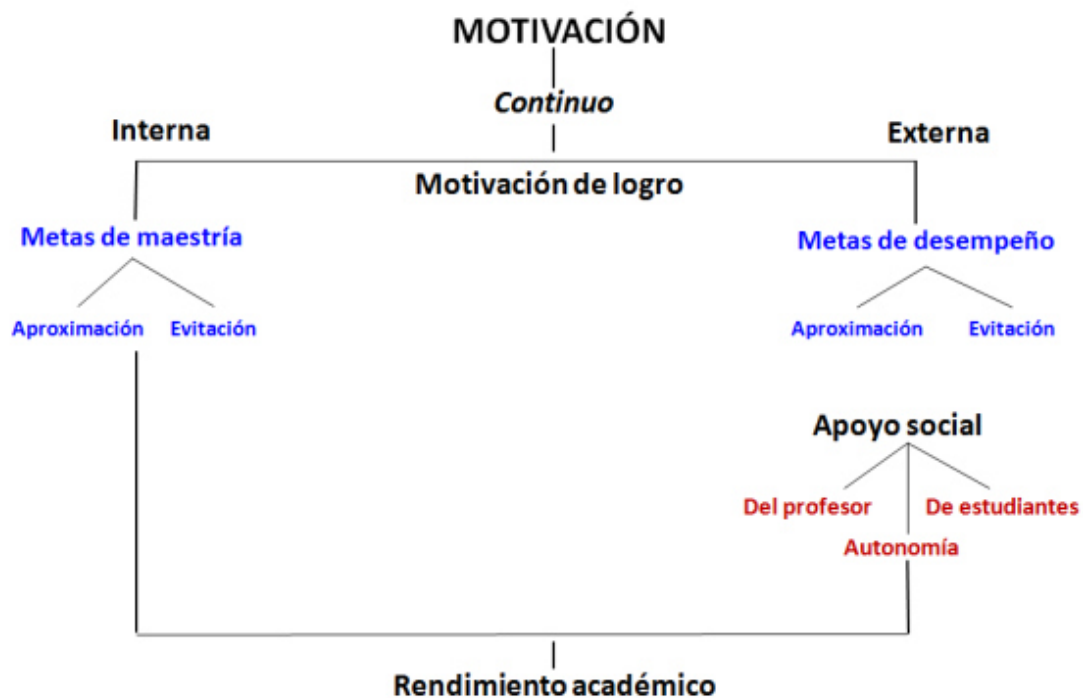 MOTIVACIÓN
Continuo
Interna
Externa
Motivación de logro
Metas de maestría
Metas de desempeño
Aproximación
Evitación
Aproximación
Evitación
Apoyo social
Del profesor
De estudiantes
Autonomía
Rendimiento académico